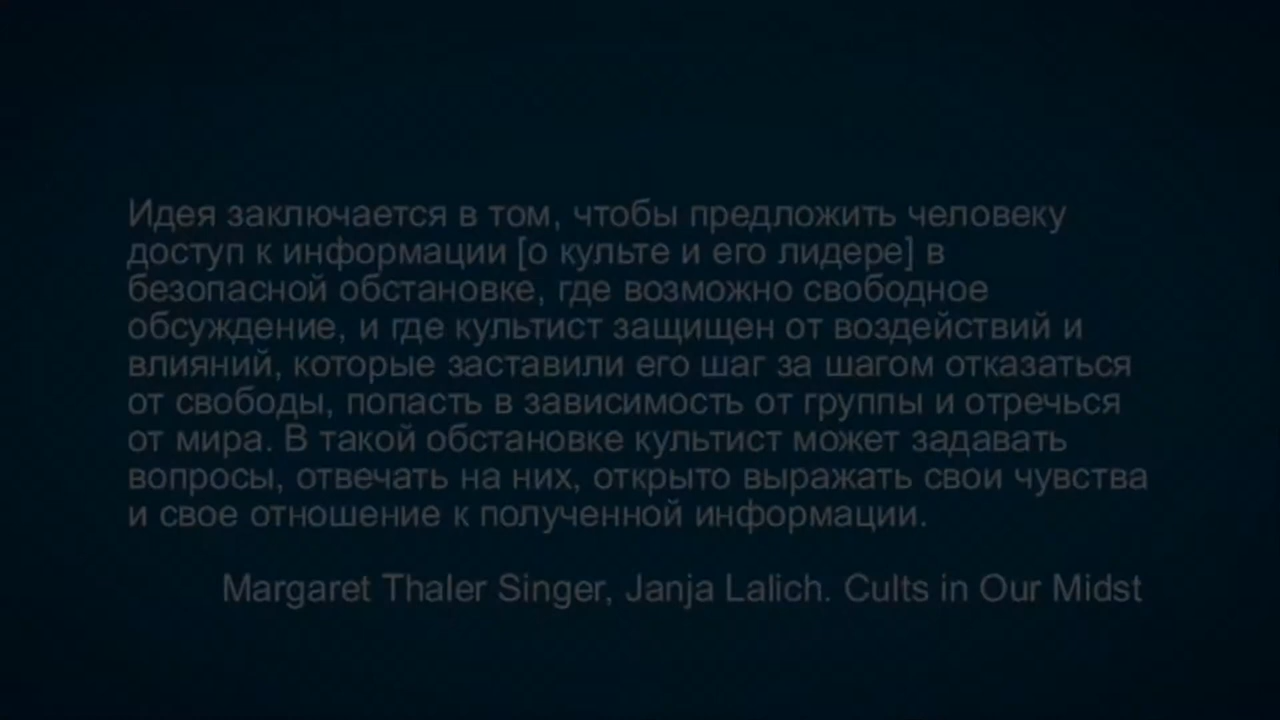 Идея заключается в том, чтобы предложить человеку
доступ к информации [о культе и его лидере] в
безопасной обстановке, где возможно свободное
обсуждение, и где культист защищен от воздействий и
влияний, которые заставили его шаг за шагом отказаться
от свободы, попасть в зависимость от группы и отречься
от мира. В такой обстановке культист может задавать
вопросы, отвечать на них, открыто выражать свои чувства
и свое отношение к полученной информации.
Margaret Thaler Singer, Janja Lalich. Cults in Our Midst